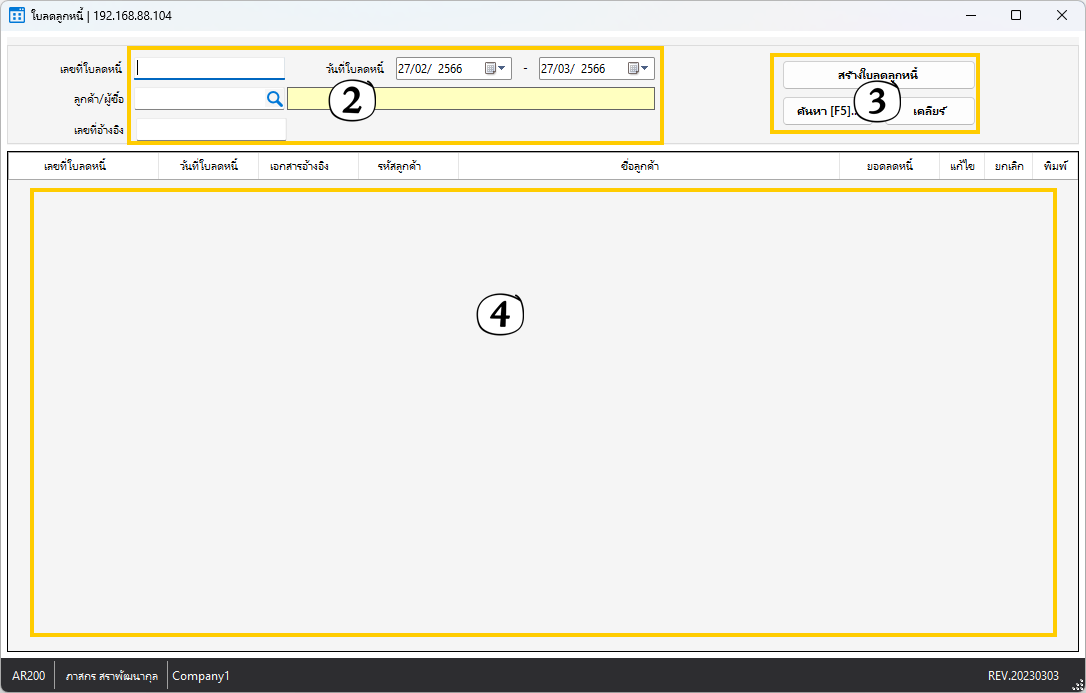 ใบลดลูกหนี้ | 192.168.88.104
เลขที่ใบลดหนี้ วันที่ใบลดหนี้ 27/02/ 2566 - 27/03/ 2566
สร้างใบลดลูกหนี้
ลูกค้า/ผู้ซื้อ 2
ค้นหา [F5]. 3 เคลียร์
เลขที่อ้างอิง
เลขที่ใบลดหนี้ วันที่ใบลดหนี้ เอกสารอ้างอิง รหัสลูกค้า ชื่อลูกค้า ยอดลดหนี้ แก้ไข ยกเลิก พิมพ์
4
AR200 ภาสกร สราพัฒนากุล Company1 REV.20230303